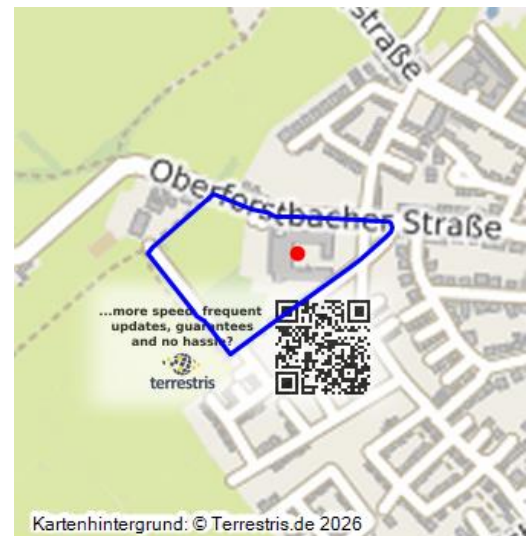 straße
Oberforstbacher Straße
...more speed, frequent
updates, guarantees
and no hassle?
terrestris
Kartenhintergrund: © Terrestris.de 2026